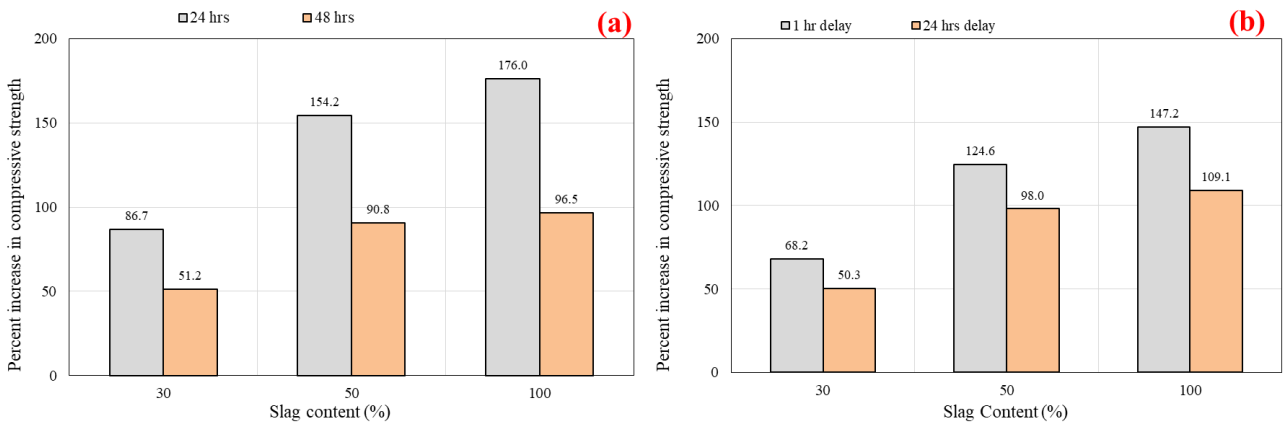 24 hrs 48 hrs
(a)
Percent increase in compressive strength
200
150
100
50
0
86.7
51.2
154.2
90.8
176.0
96.5
30 50 100
Slag content (%)
1 hr delay 24 hrs delay
(b)
Percent increase in compressive strength
200
150
100
50
0
68.2
50.3
124.6
98.0
147.2
109.1
30 50 100
Slag Content (%)